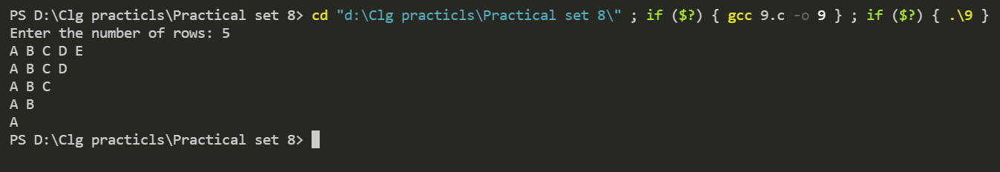 PS D:\Clg practicls\Practical set 8> cd "d:\Clg practicls\Practical set 8\" ; if ($?) { gcc 9.c -o 9 } ; if ($?) { .\9 }
Enter the number of rows: 5
A B C D E
A B C D
A B C
A B
A
PS D:\Clg practicls\Practical set 8>